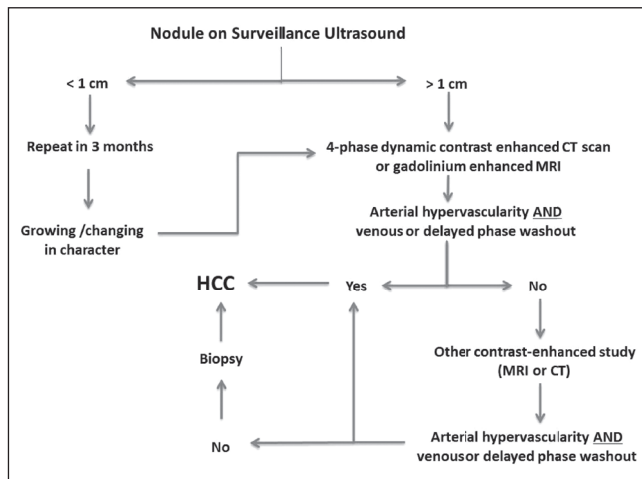 Nodule on Surveillance Ultrasound
< 1 cm
> 1 cm
Repeat in 3 months
4-phase dynamic contrast enhanced CT scan
or gadolinium enhanced MRI
Growing /changing
in character
Arterial hypervascularity AND
venous or delayed phase washout
HCC
Yes
No
Biopsy
Other contrast-enhanced study
(MRI or CT)
No
Arterial hypervascularity AND
venousor delayed phase washout